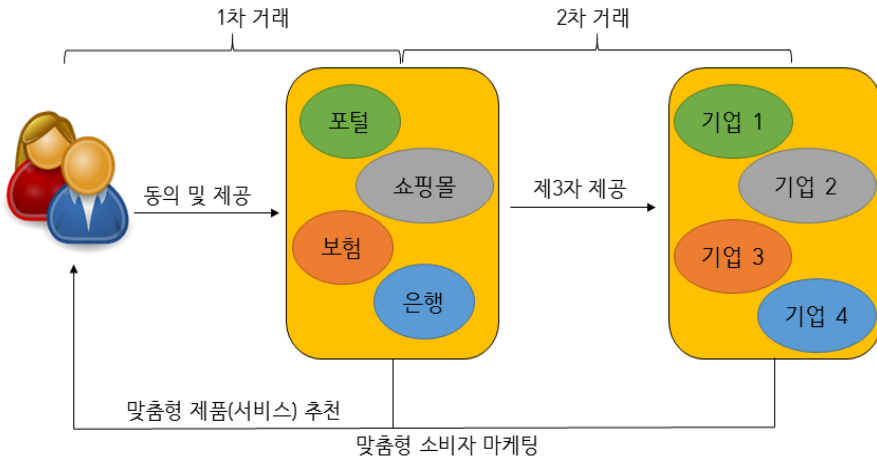 1차 거래
2차 거래
포털
쇼핑몰
보험
은행
동의 및 제공
제3자 제공
기업 1
기업 2
기업 3
기업 4
맞춤형 제품(서비스) 추천
맞춤형 소비자 마케팅